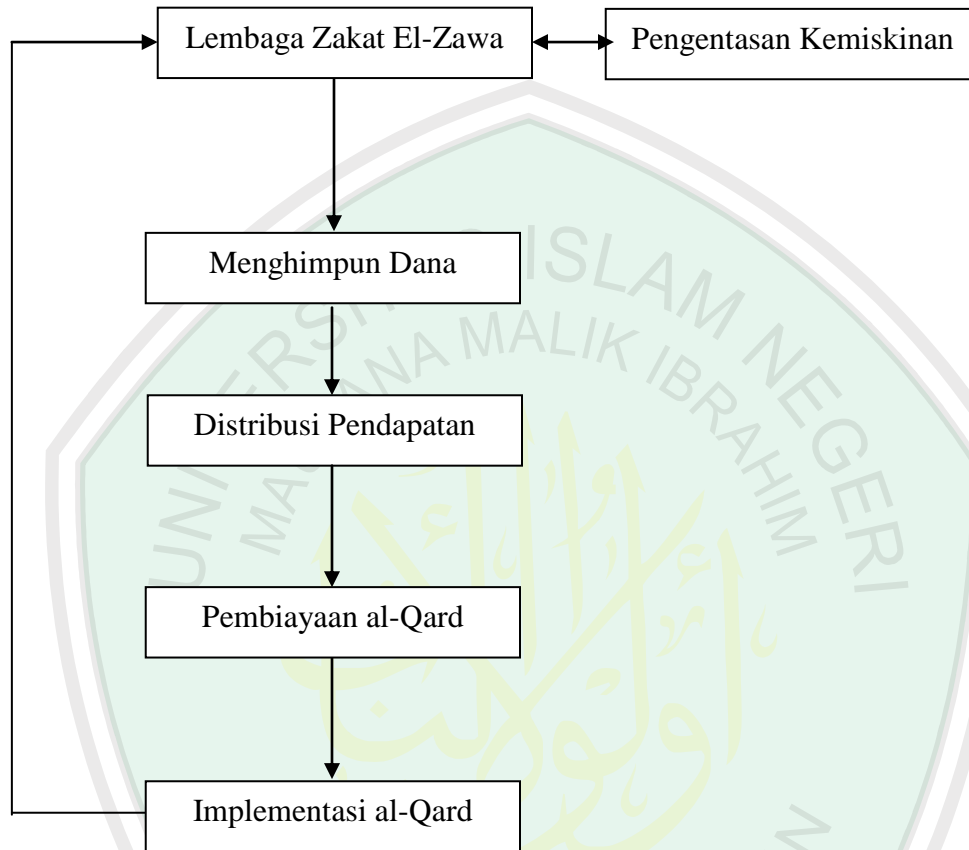 Lembaga Zakat El-Zawa
Pengentasan Kemiskinan
Menghimpun Dana
Distribusi Pendapatan
Pembiayaan al-Qard
Implementasi al-Qard
ISLAM NEGERI
MALIK IBRAHIM